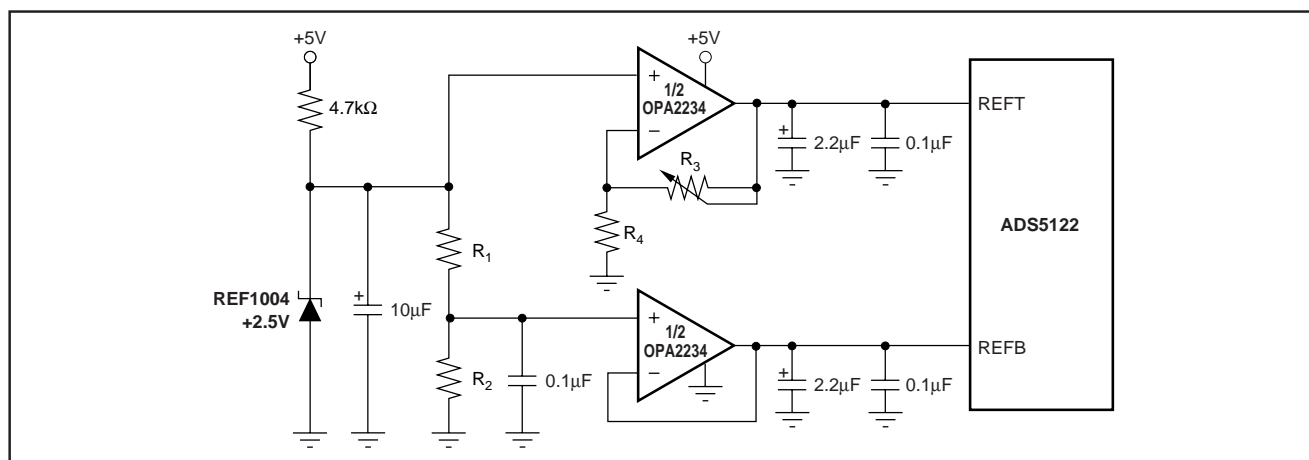 +5V
4.7kΩ
REF1004
+2.5V
+
10µF
R1
R2
0.1µF
+5V
+
1/2
OPA2234
−
R3
R4
+
2.2µF
0.1µF
REFT
+
1/2
OPA2234
−
+
2.2µF
0.1µF
REFB
ADS5122